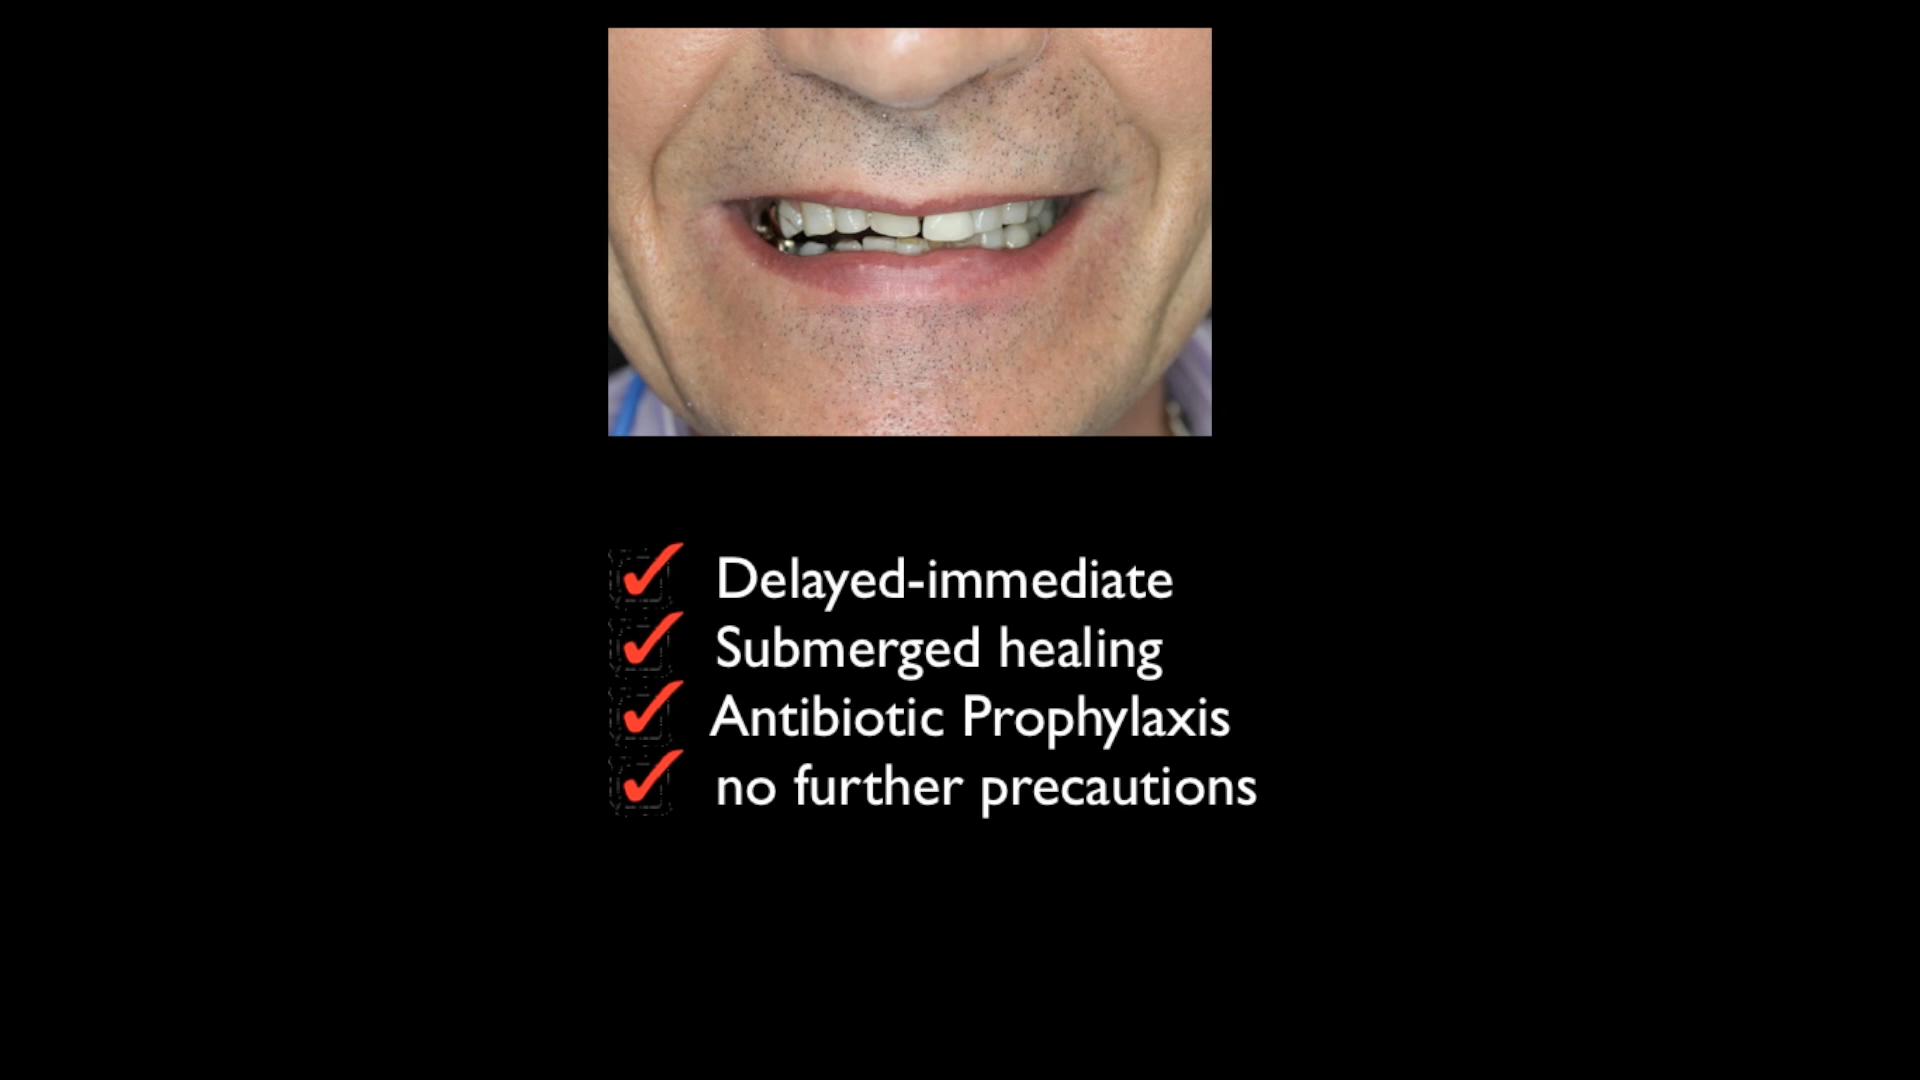 Delayed-immediate
Submerged healing
Antibiotic Prophylaxis
no further precautions